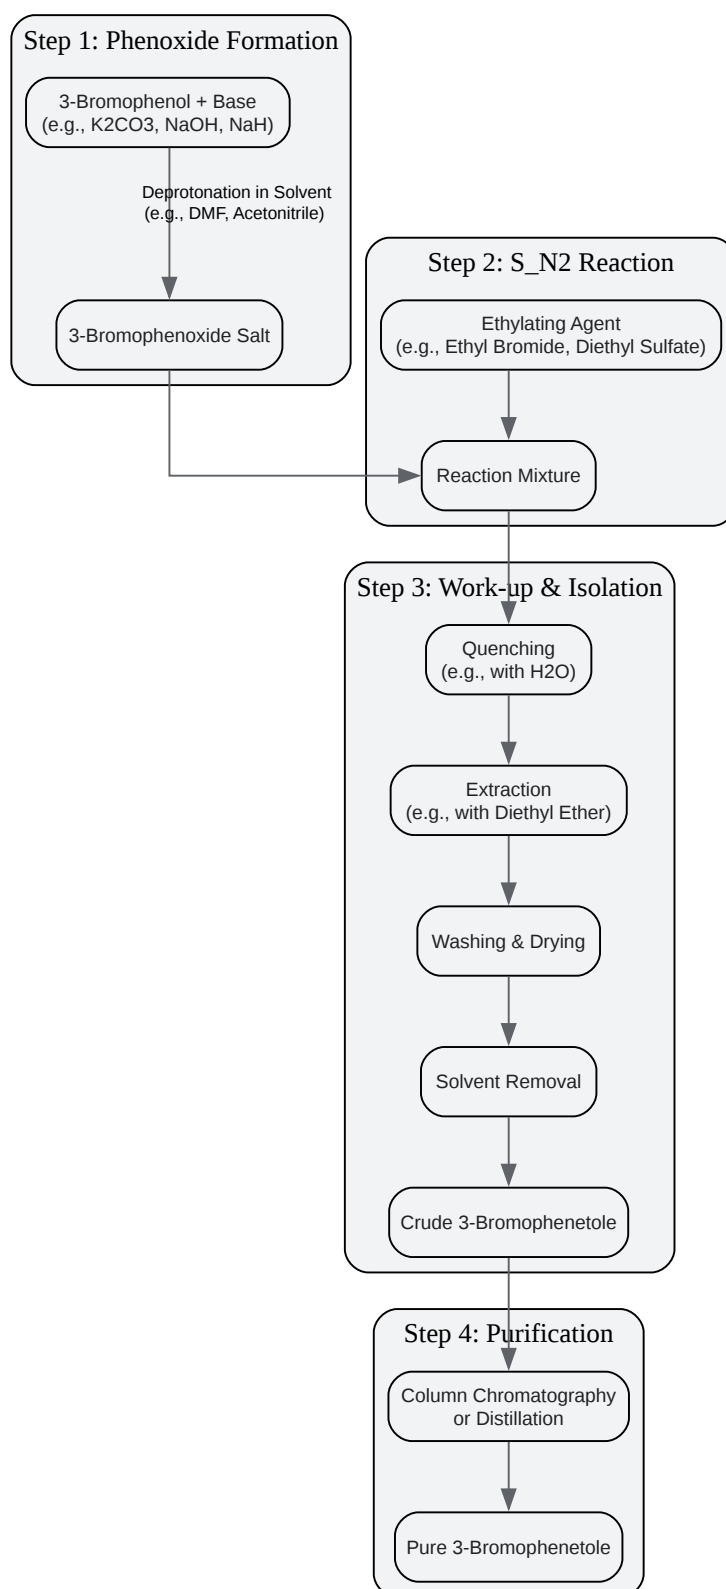 Step 1: Phenoxide Formation
3-Bromophenol + Base
(e.g., K2CO3, NaOH, NaH)
Deprotonation in Solvent
(e.g., DMF, Acetonitrile)
3-Bromophenoxide Salt
Step 2: S_N2 Reaction
Ethylating Agent
(e.g., Ethyl Bromide, Diethyl Sulfate)
Reaction Mixture
Step 3: Work-up & Isolation
Quenching
(e.g., with H2O)
Extraction
(e.g., with Diethyl Ether)
Washing & Drying
Solvent Removal
Crude 3-Bromophenetole
Step 4: Purification
Column Chromatography
or Distillation
Pure 3-Bromophenetole